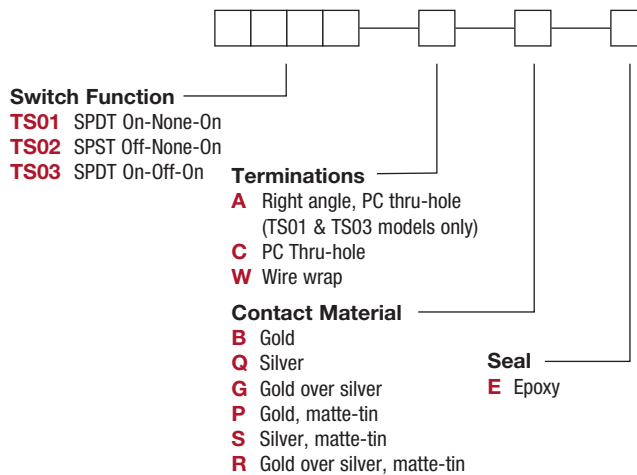 Switch Function
TS01 SPDT On-None-On
TS02 SPST Off-None-On
TS03 SPDT On-Off-On
Terminations
A Right angle, PC thru-hole
(TS01 & TS03 models only)
C PC Thru-hole
W Wire wrap
Contact Material
B Gold
Q Silver
G Gold over silver
P Gold, matte-tin
S Silver, matte-tin
R Gold over silver, matte-tin
Seal
E Epoxy